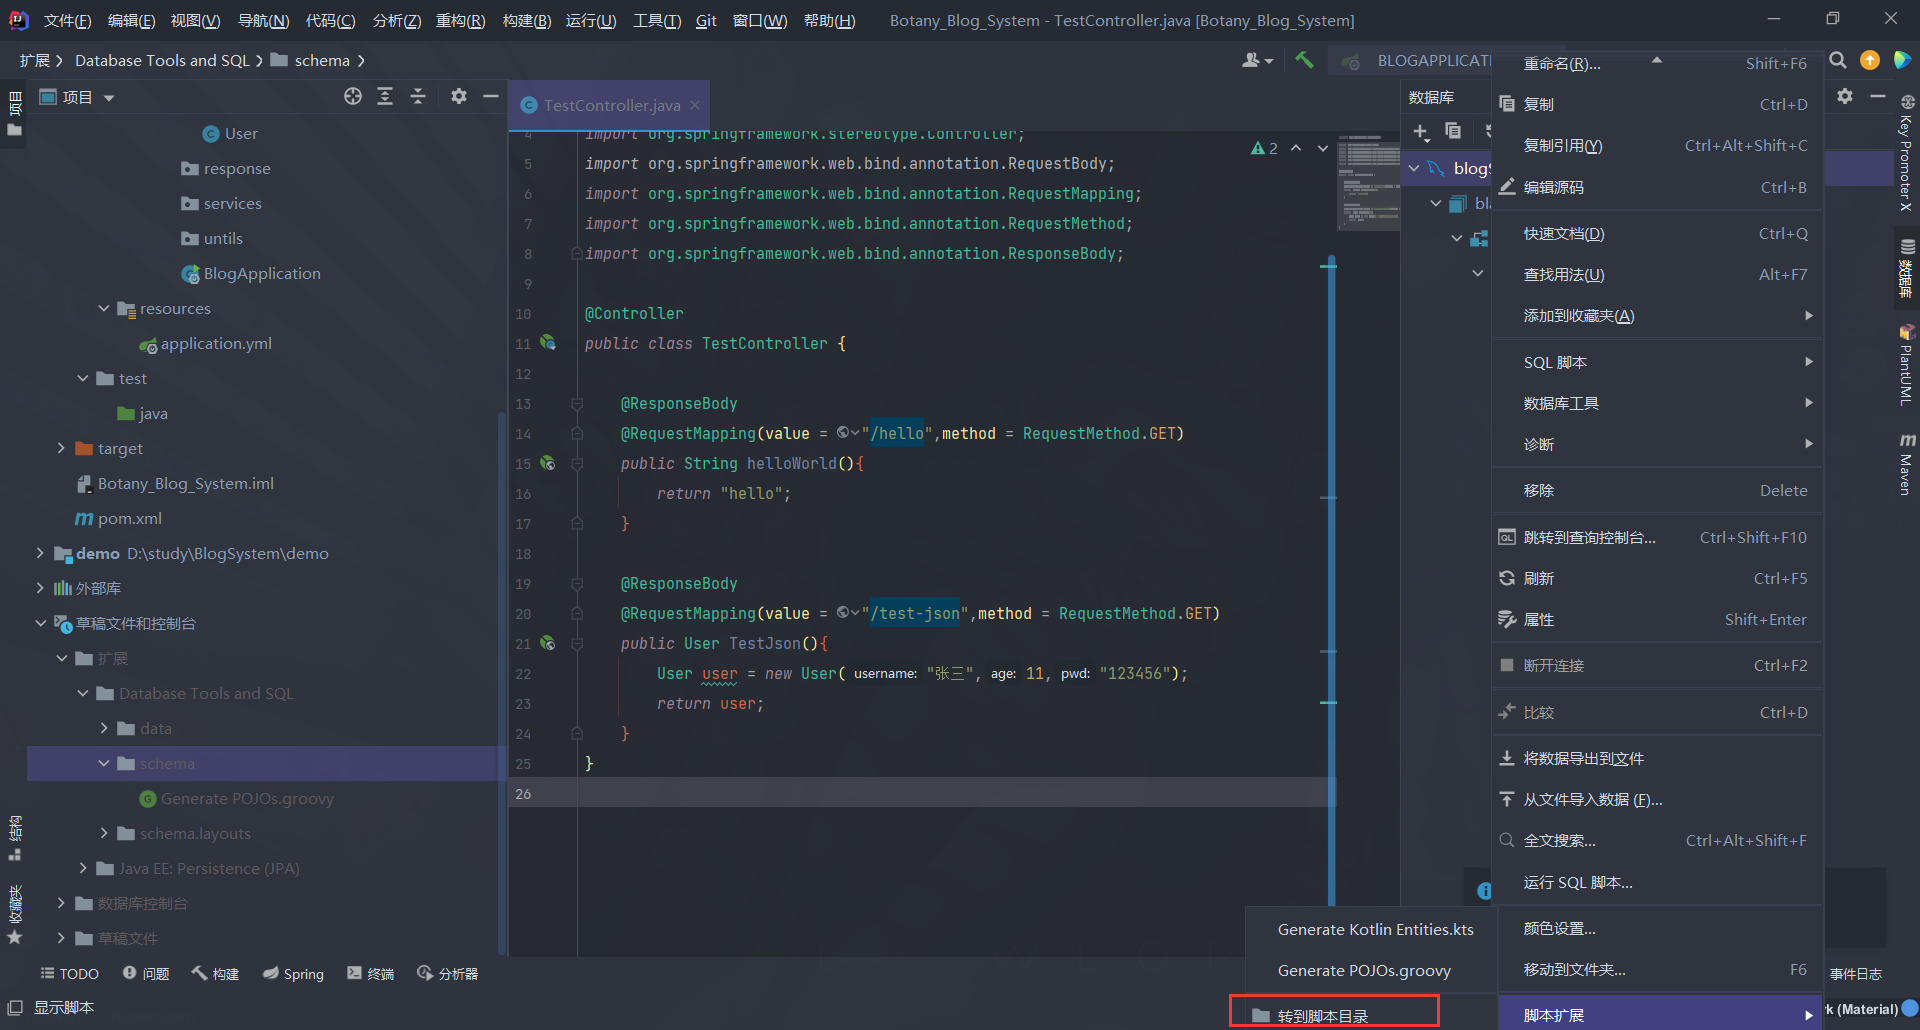 文件(F) 编辑(E) 视图(V) 导航(N) 代码(C) 分析(Z) 重构(R) 构建(B) 运行(U) 工具(T) Git 窗口(W) 帮助(H) Botany_Blog_System - TestController.java [Botany_Blog_System]
扩展 Database Tools and SQL schema
BLOGAPPLICATI
项目
项目
User
response
services
untils
BlogApplication
resources
application.yml
test
java
target
Botany_Blog_System.iml
pom.xml
demo D:\study\BlogSystem\demo
外部库
草稿文件和控制台
扩展
Database Tools and SQL
data
schema
Generate POJOs.groovy
schema.layouts
Java EE: Persistence (JPA)
数据库控制台
草稿文件
结构
收藏夹
TestController.java
2
4 import org.springframework.stereotype.Controller;
5 import org.springframework.web.bind.annotation.RequestBody;
6 import org.springframework.web.bind.annotation.RequestMapping;
7 import org.springframework.web.bind.annotation.RequestMethod;
8 import org.springframework.web.bind.annotation.ResponseBody;
9
10 @Controller
11 public class TestController {
12
13 @ResponseBody
14 @RequestMapping(value = "/hello",method = RequestMethod.GET)
15 public String helloWorld(){
16 return "hello";
17 }
18
19 @ResponseBody
20 @RequestMapping(value = "/test-json",method = RequestMethod.GET)
21 public User TestJson(){
22 User user = new User( username: "张三", age: 11, pwd: "123456");
23 return user;
24 }
25 }
26
数据库
blogS
bla
重命名(R)... Shift+F6
复制 Ctrl+D
复制引用(Y) Ctrl+Alt+Shift+C
编辑源码 Ctrl+B
快速文档(D) Ctrl+Q
查找用法(U) Alt+F7
添加到收藏夹(A)
SQL 脚本
数据库工具
诊断
移除 Delete
QL 跳转到查询控制台... Ctrl+Shift+F10
刷新 Ctrl+F5
属性 Shift+Enter
断开连接 Ctrl+F2
比较 Ctrl+D
将数据导出到文件
从文件导入数据 (F)...
全文搜索... Ctrl+Alt+Shift+F
运行 SQL 脚本...
颜色设置...
移动到文件夹... F6
脚本扩展
Generate Kotlin Entities.kts
Generate POJOs.groovy
转到脚本目录
Key Promoter X
数据库
PlantUML
Maven
TODO 问题 构建 Spring 终端 分析器 事件日志
显示脚本
rk (Material)